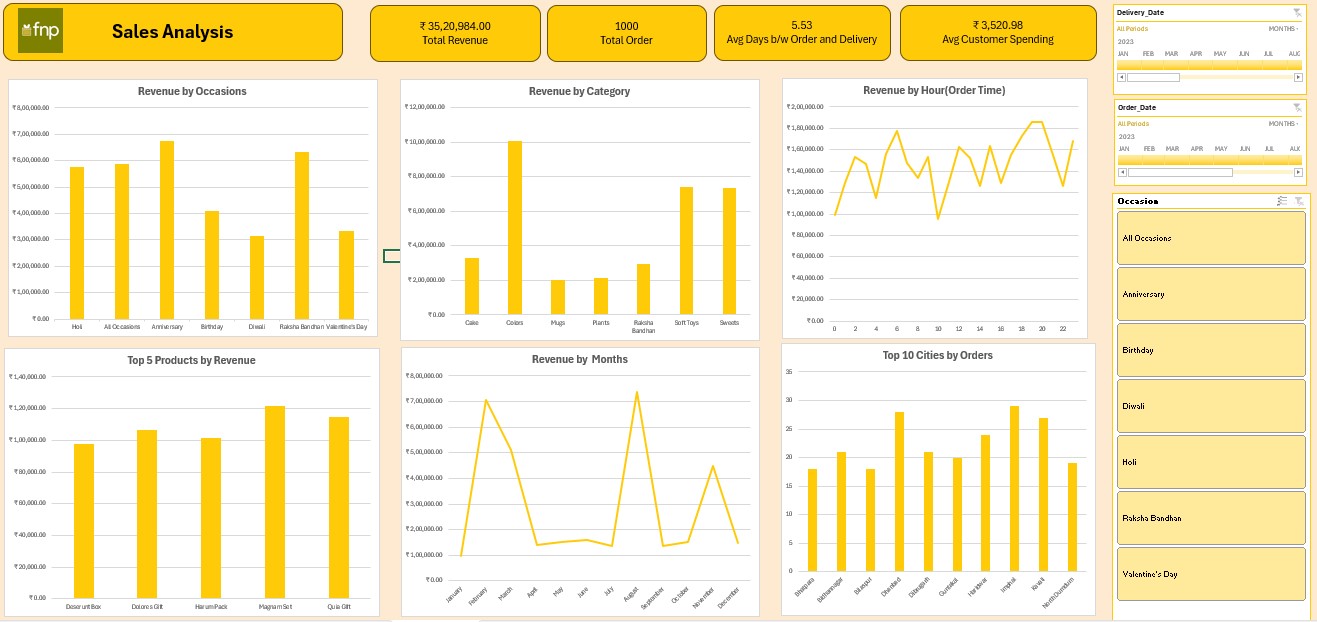 fnp
Sales Analysis
₹ 35,20,984.00
Total Revenue
1000
Total Order
5.53
Avg Days b/w Order and Delivery
₹ 3,520.98
Avg Customer Spending
Delivery_Date
All Periods
MONTHS
2023
JAN FEB MAR APR MAY JUN JUL AUG
Order_Date
All Periods
MONTHS
2023
JAN FEB MAR APR MAY JUN JUL AUG
Revenue by Occasions
₹8,00,000.00
₹7,00,000.00
₹6,00,000.00
₹5,00,000.00
₹4,00,000.00
₹3,00,000.00
₹2,00,000.00
₹1,00,000.00
₹0.00
Holi All Occasions Anniversary Birthday Diwali Raksha Bandhan Valentine's Day
Revenue by Category
₹12,00,000.00
₹10,00,000.00
₹8,00,000.00
₹6,00,000.00
₹4,00,000.00
₹2,00,000.00
₹0.00
Cake Colors Mugs Plants Raksha Soft Toys Sweets
Bandhan
Revenue by Hour(Order Time)
₹2,00,000.00
₹1,80,000.00
₹1,60,000.00
₹1,40,000.00
₹1,20,000.00
₹1,00,000.00
₹80,000.00
₹60,000.00
₹40,000.00
₹20,000.00
₹0.00
0 2 4 6 8 10 12 14 16 18 20 22
Occasion
All Occasions
Anniversary
Birthday
Diwali
Holi
Raksha Bandhan
Valentine's Day
Top 5 Products by Revenue
₹1,40,000.00
₹1,20,000.00
₹1,00,000.00
₹80,000.00
₹60,000.00
₹40,000.00
₹20,000.00
₹0.00
Deserunt Box Dolores Gift Harum Pack Magnam Set Quia Gift
Revenue by Months
₹8,00,000.00
₹7,00,000.00
₹6,00,000.00
₹5,00,000.00
₹4,00,000.00
₹3,00,000.00
₹2,00,000.00
₹1,00,000.00
₹0.00
January February March April May June July August September October November December
Top 10 Cities by Orders
35
30
25
20
15
10
5
0
Bhatpara Bidhannagar Bilaspur Dhanbad Dibrugarh Guntakal Haridwar Imphal Kavali North Dumdum